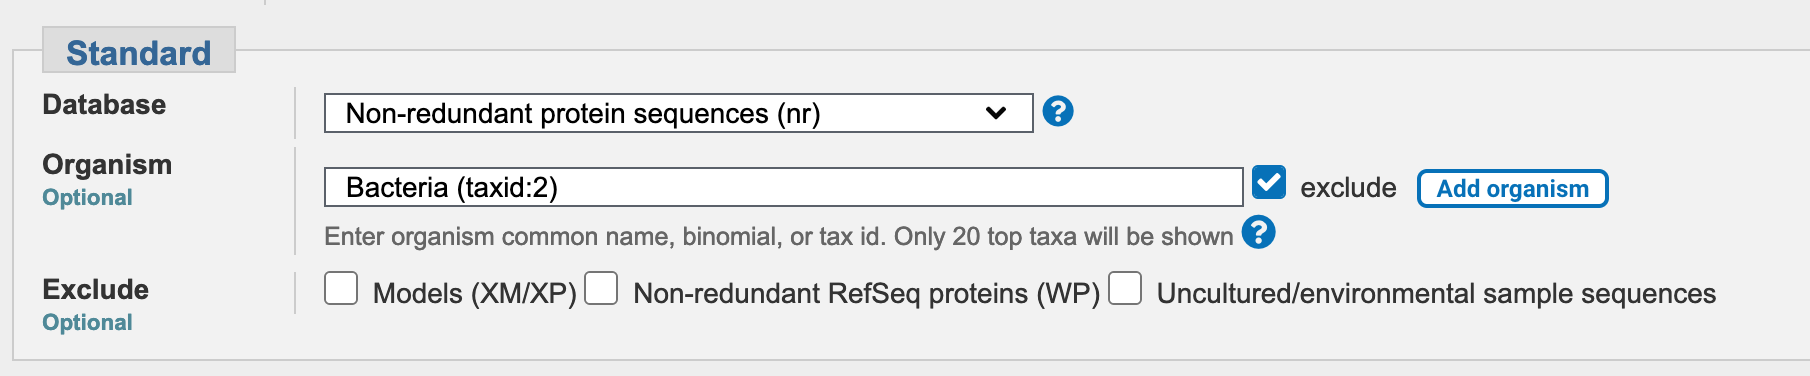 Standard
Database
Non-redundant protein sequences (nr)
?
Organism
Optional
Bacteria (taxid:2)
exclude
Add organism
Enter organism common name, binomial, or tax id. Only 20 top taxa will be shown
?
Exclude
Optional
Models (XM/XP) Non-redundant RefSeq proteins (WP) Uncultured/environmental sample sequences